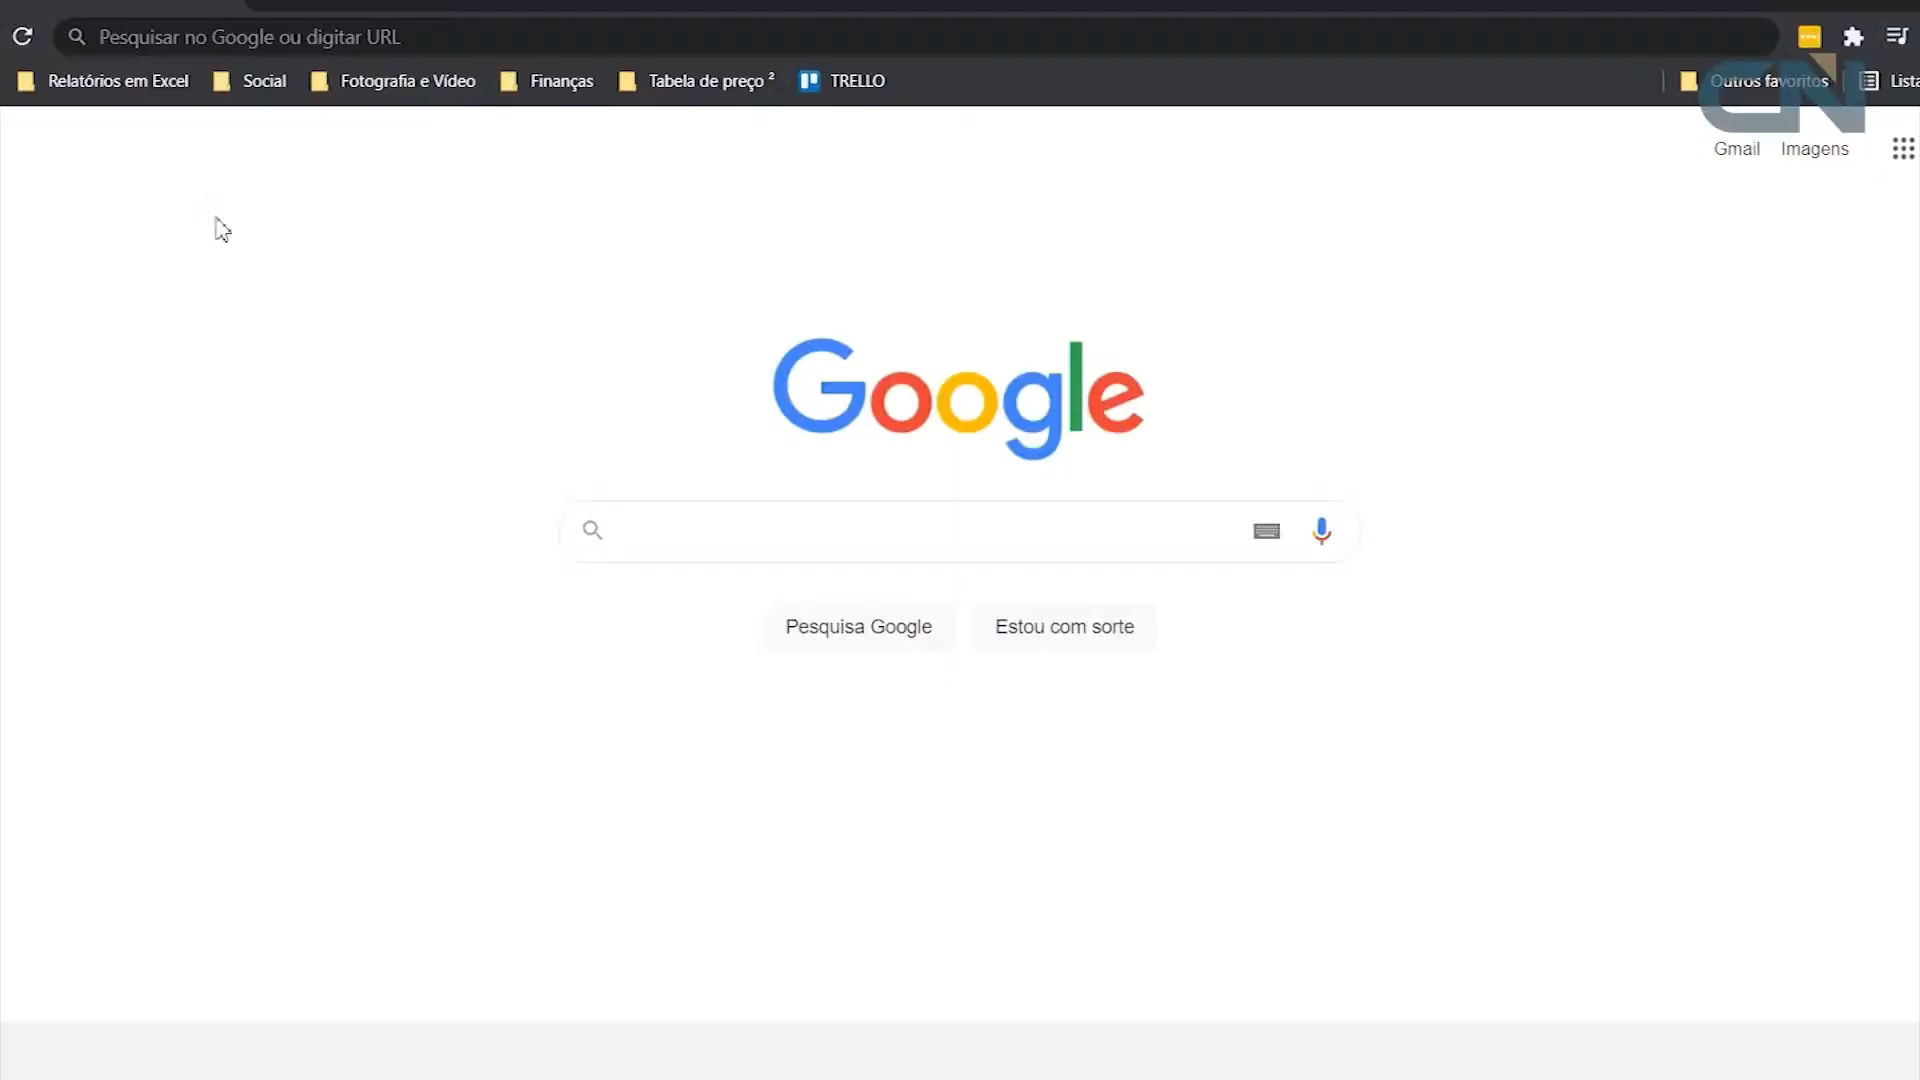 Pesquisar no Google ou digitar URL
Relatórios em Excel Social Fotografia e Vídeo Finanças Tabela de preço ² TRELLO Outros favoritos Lista
CN
Gmail Imagens
Google
Pesquisa Google Estou com sorte